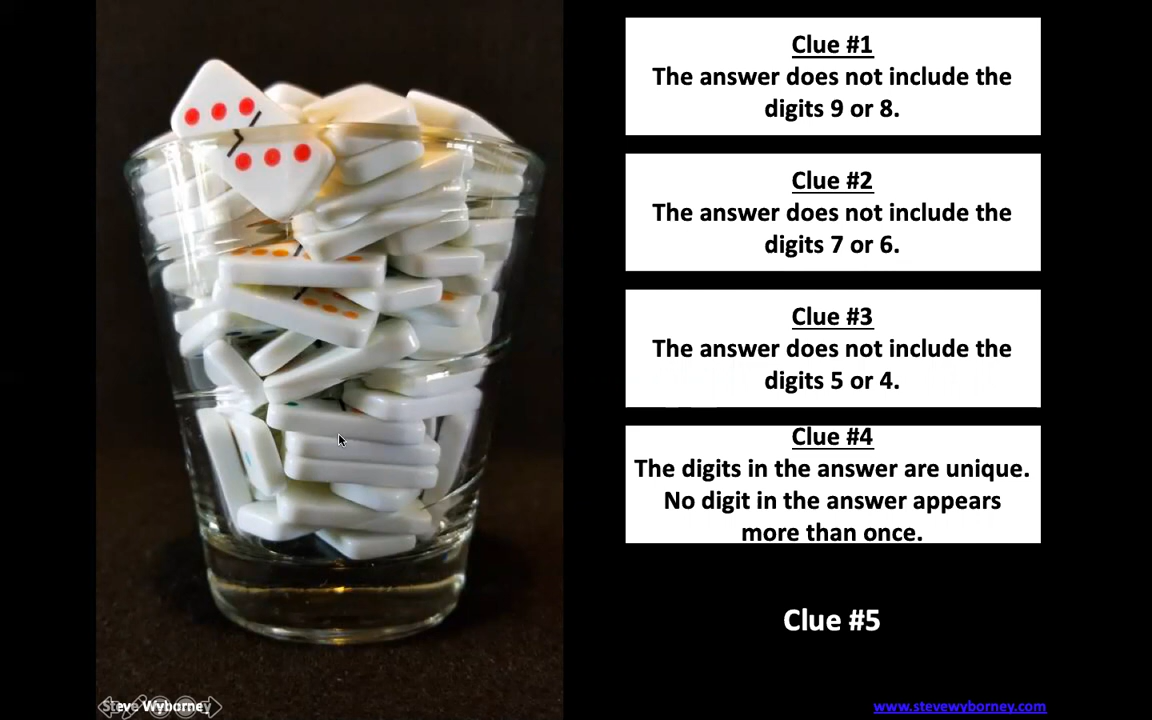 Clue #1
The answer does not include the
digits 9 or 8.
Clue #2
The answer does not include the
digits 7 or 6.
Clue #3
The answer does not include the
digits 5 or 4.
Clue #4
The digits in the answer are unique.
No digit in the answer appears
more than once.
Clue #5
Steve Wyborney
www.stevewyborney.com